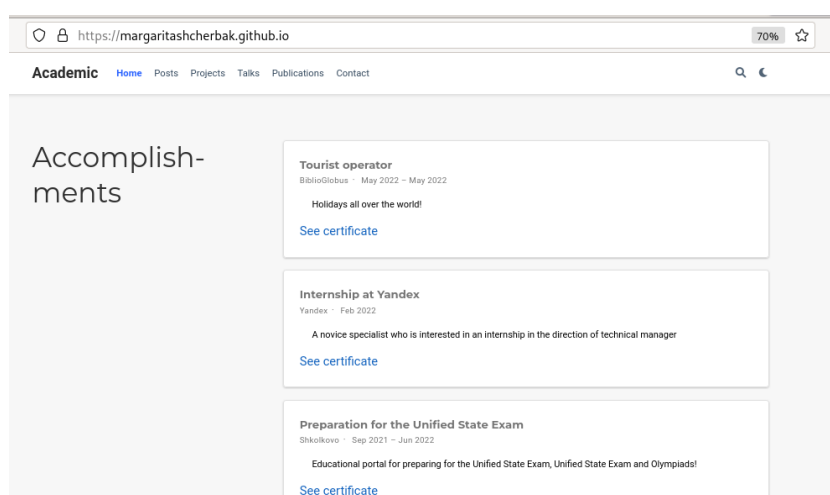 https://margaritashcherbak.github.io
70%
Academic Home Posts Projects Talks Publications Contact
Accomplish-
ments
Tourist operator
BiblioGlobus · May 2022 – May 2022
Holidays all over the world!
See certificate
Internship at Yandex
Yandex · Feb 2022
A novice specialist who is interested in an internship in the direction of technical manager
See certificate
Preparation for the Unified State Exam
Shkolkovo · Sep 2021 – Jun 2022
Educational portal for preparing for the Unified State Exam, Unified State Exam and Olympiads!
See certificate